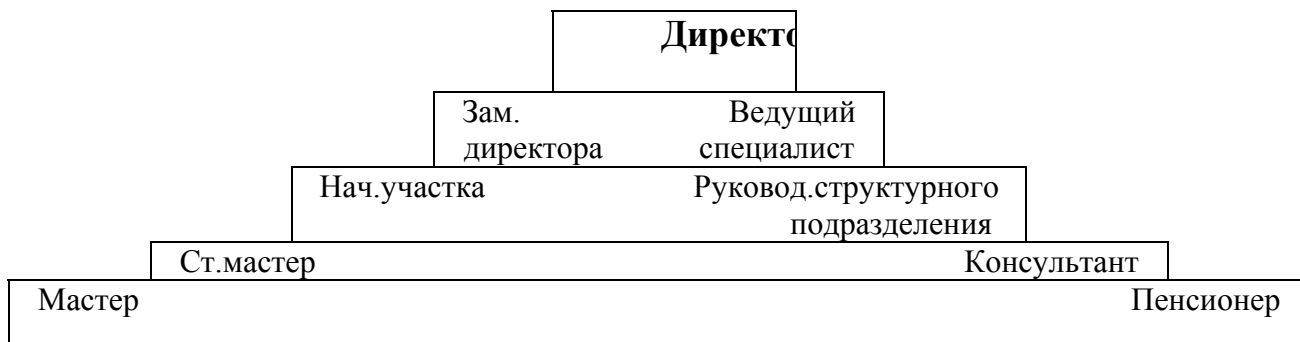 Директо
Зам. Ведущий
директора специалист
Нач.участка Руковод.структурного
подразделения
Ст.мастер Консультант
Мастер Пенсионер